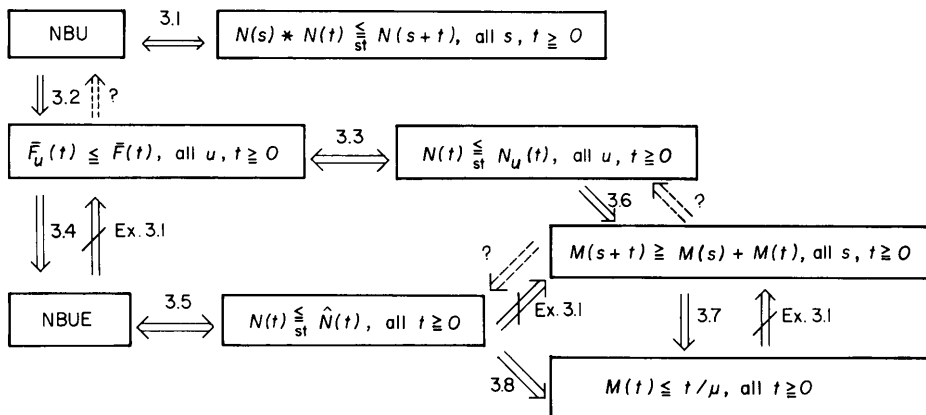 3.1
NBU
N(s) * N(t) ≦st N(s+t), all s, t ≧ 0
3.2
?
F̄u(t) ≦ F̄(t), all u, t ≧ 0
3.3
N(t) ≦st Nu(t), all u, t ≧ 0
3.4
Ex. 3.1
3.6
?
?
M(s+t) ≧ M(s) + M(t), all s, t ≧ 0
NBUE
3.5
N(t) ≦st N̂(t), all t ≧ 0
Ex. 3.1
3.7
Ex. 3.1
3.8
M(t) ≦ t/μ, all t ≧ 0